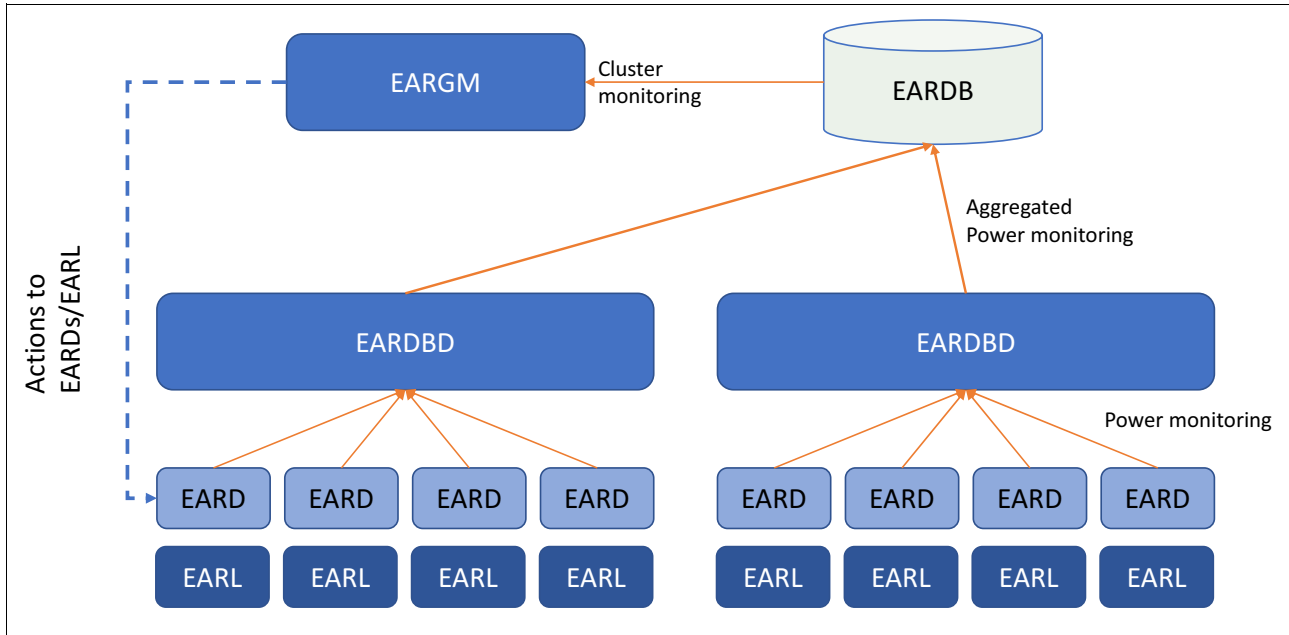 EARGM
Cluster
monitoring
EARDB
Aggregated
Power monitoring
Actions to
EARDs/EARL
EARDBD
EARDBD
Power monitoring
EARD
EARD
EARD
EARD
EARD
EARD
EARD
EARD
EARL
EARL
EARL
EARL
EARL
EARL
EARL
EARL